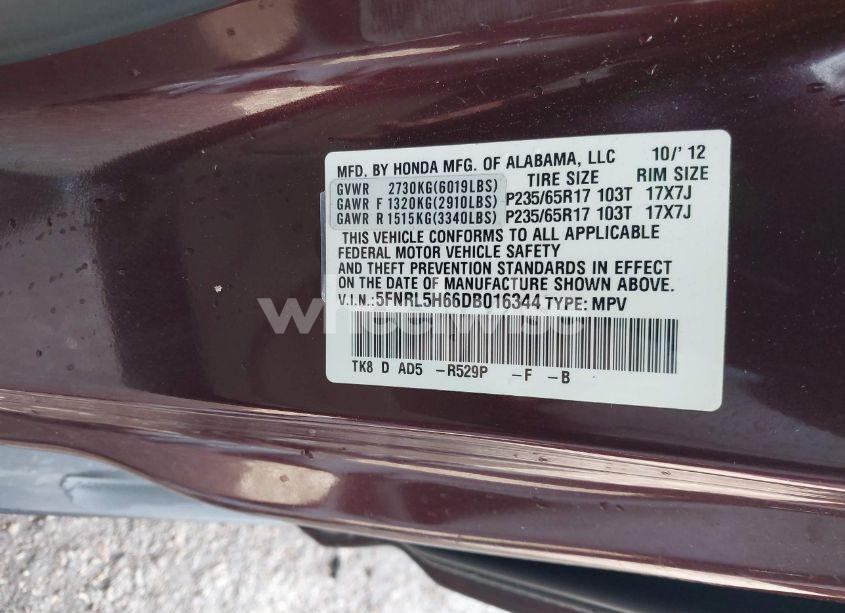 MFD. BY HONDA MFG. OF ALABAMA, LLC 10/'12
GVWR 2730KG(6019LBS) TIRE SIZE RIM SIZE
GAWR F 1320KG(2910LBS) P235/65R17 103T 17X7J
GAWR R 1515KG(3340LBS) P235/65R17 103T 17X7J
THIS VEHICLE CONFORMS TO ALL APPLICABLE
FEDERAL MOTOR VEHICLE SAFETY
AND THEFT PREVENTION STANDARDS IN EFFECT
ON THE DATE OF MANUFACTURE SHOWN ABOVE.
V.I.N.: 5FNRL5H66DB016344 TYPE: MPV
wheelwise
TK8 D AD5 -R529P -F -B